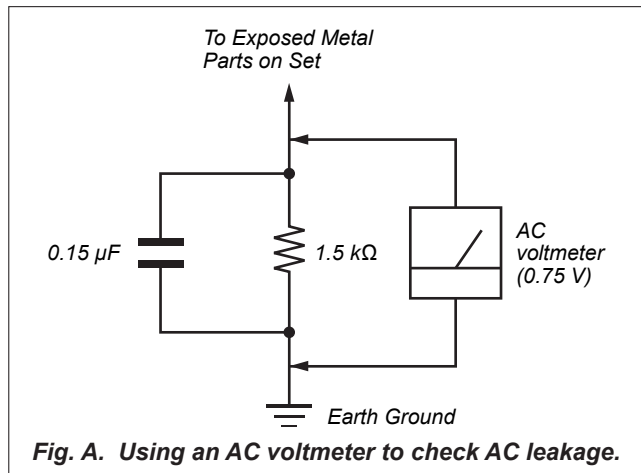 To Exposed Metal
Parts on Set
0.15 µF
1.5 kΩ
AC
voltmeter
(0.75 V)
Earth Ground
Fig. A. Using an AC voltmeter to check AC leakage.